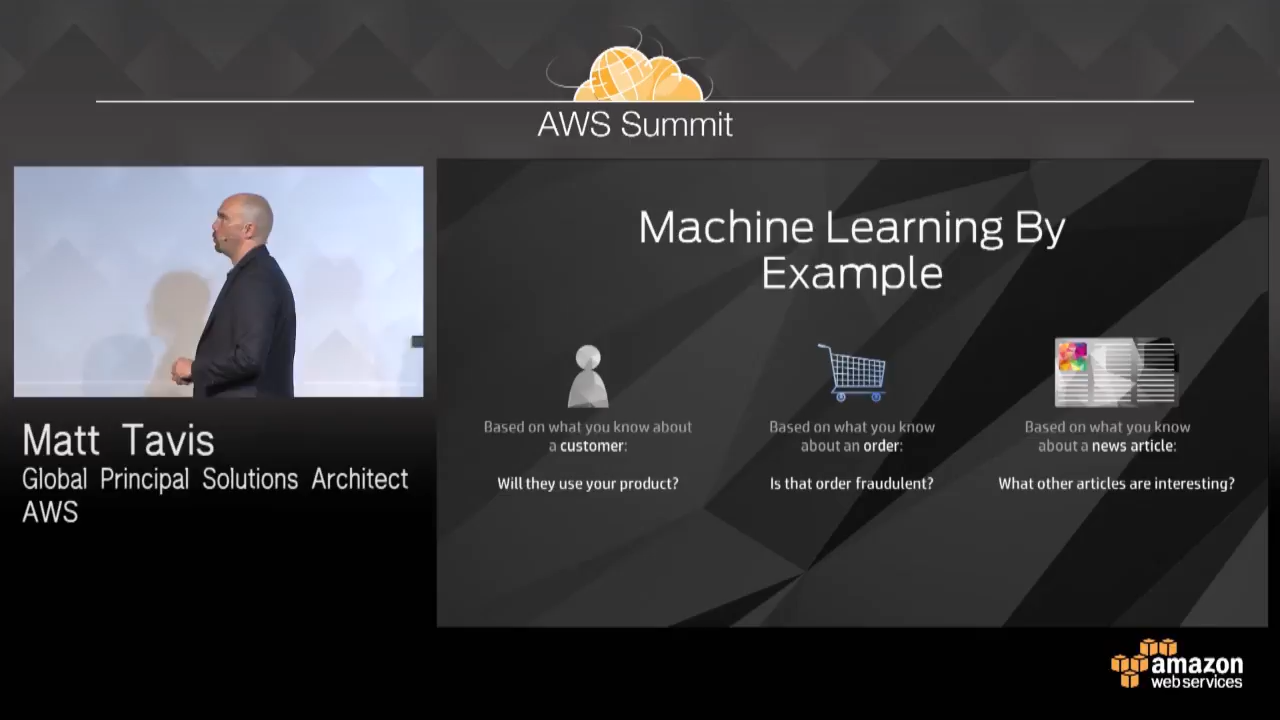 AWS Summit
Matt Tavis
Global Principal Solutions Architect
AWS
Machine Learning By
Example
Based on what you know about
a customer:
Will they use your product?
Based on what you know
about an order:
Is that order fraudulent?
Based on what you know
about a news article:
What other articles are interesting?
amazon
web services